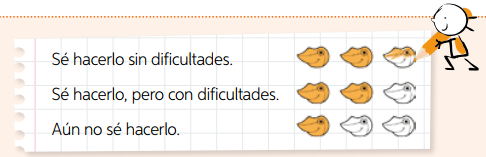 Sé hacerlo sin dificultades.
Sé hacerlo, pero con dificultades.
Aún no sé hacerlo.